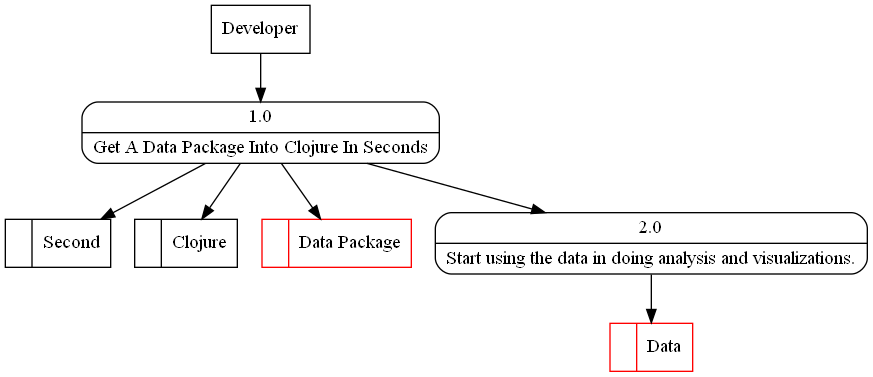 Developer
1.0
Get A Data Package Into Clojure In Seconds
Second
Clojure
Data Package
2.0
Start using the data in doing analysis and visualizations.
Data